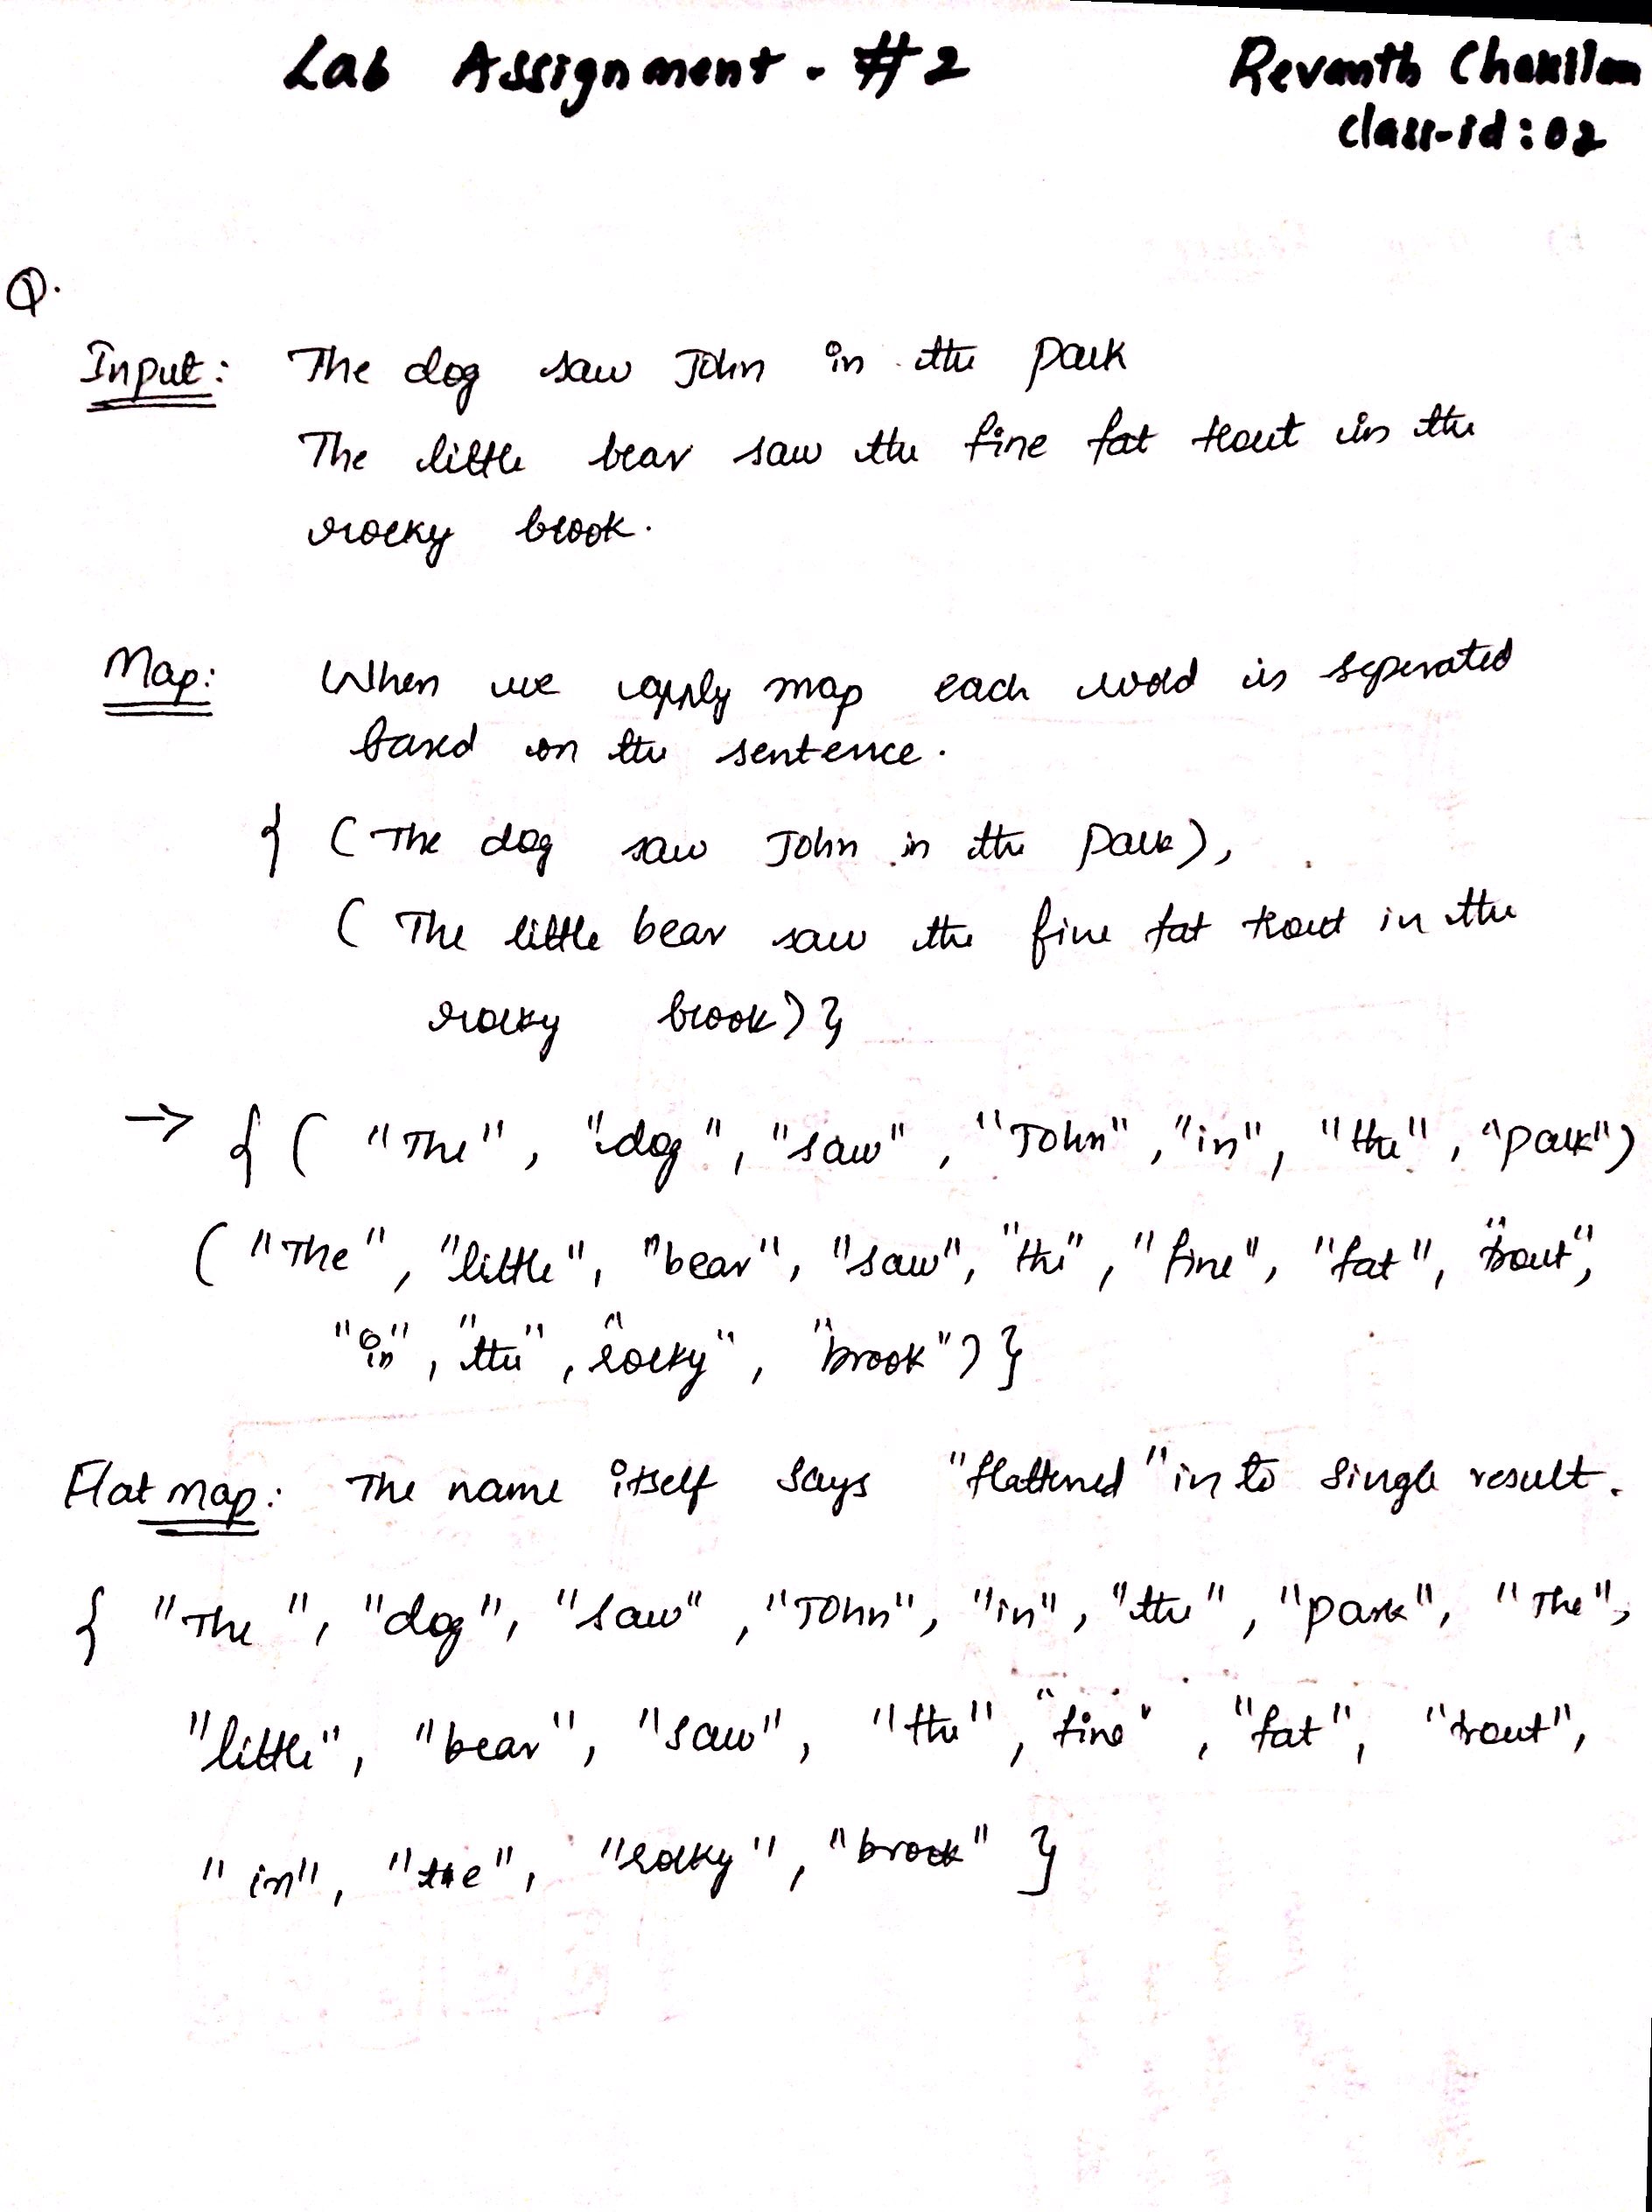 Lab Assignment - #2
Revanth
class-id: 02
Q.
Input: The dog saw John in the park
The little bear saw the fine fat trout in the
rocky brook.
Map: When we apply map each word is seperated
based on the sentence.
{ (The dog saw John in the park),
(The little bear saw the fine fat trout in the
rocky brook) }
→ { ( "The", "dog", "saw", "John", "in", "the", "park")
( "The", "little", "bear", "saw", "the", "fine", "fat", "trout",
"in", "the", "rocky", "brook") }
Flat map: The name itself says "flattened" in to single result.
{ "The", "dog", "saw", "John", "in", "the", "park", "The",
"little", "bear", "saw", "the", "fine", "fat", "trout",
"in", "the", "rocky", "brook" }